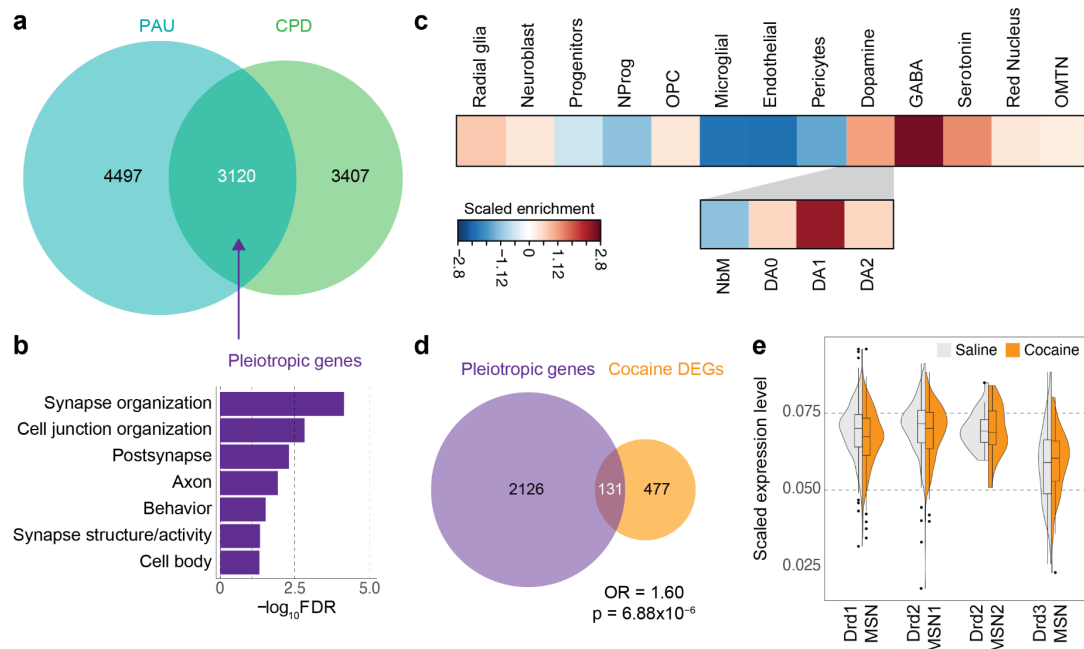 a
PAU
CPD
4497
3120
3407
b
Pleiotropic genes
Synapse organization
Cell junction organization
Postsynapse
Axon
Behavior
Synapse structure/activity
Cell body
0
2.5
5.0
−log₁₀FDR
c
Radial glia
Neuroblast
Progenitors
NProg
OPC
Microglial
Endothelial
Pericytes
Dopamine
GABA
Serotonin
Red Nucleus
OMTN
Scaled enrichment
-2.8
-1.12
0
1.12
2.8
NbM
DA0
DA1
DA2
d
Pleiotropic genes
Cocaine DEGs
2126
131
477
OR = 1.60
p = 6.88x10⁻⁶
e
Saline
Cocaine
Scaled expression level
0.075
0.050
0.025
Drd1
MSN
Drd2
MSN1
Drd2
MSN2
Drd3
MSN